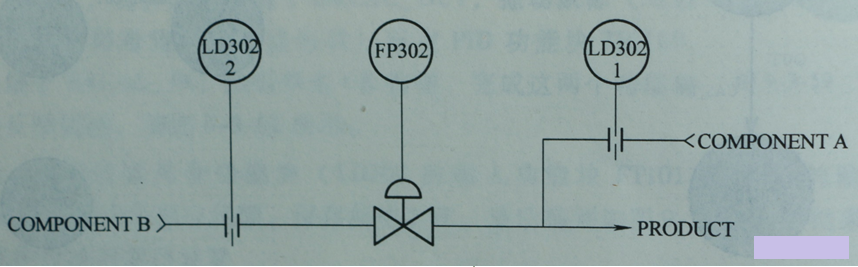 LD302
2
FP302
LD302
1
COMPONENT A
COMPONENT B
PRODUCT